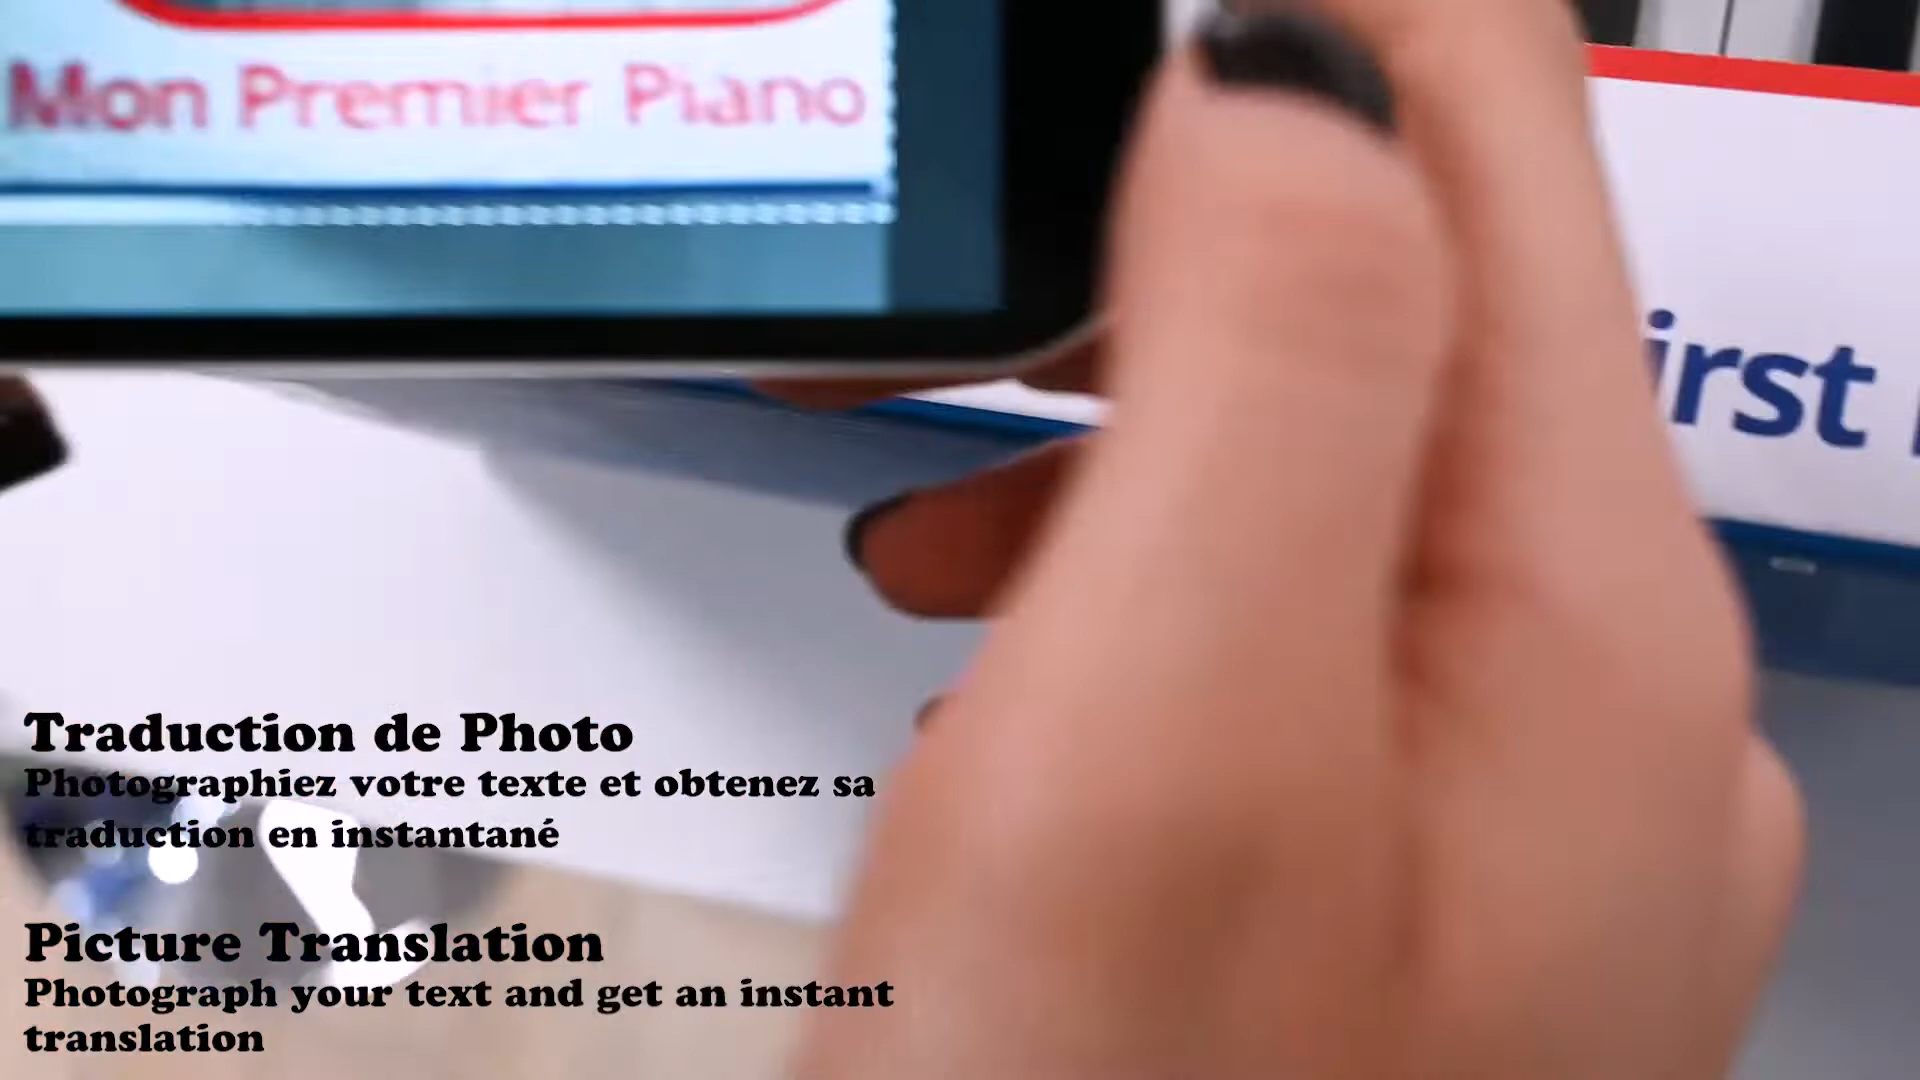 Mon Premier Piano
irst
Traduction de Photo
Photographiez votre texte et obtenez sa
traduction en instantané
Picture Translation
Photograph your text and get an instant
translation